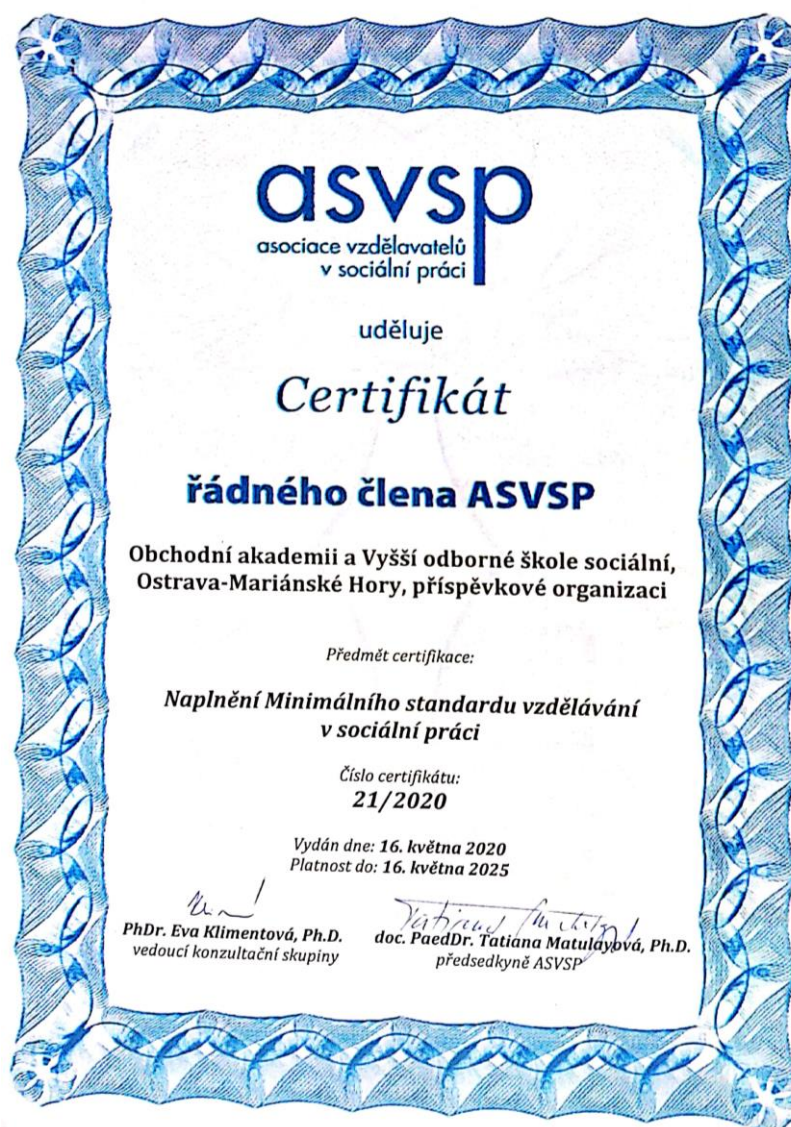 asvsp
asociace vzdělavatelů
v sociální práci
uděluje
Certifikát
řádného člena ASVSP
Obchodní akademii a Vyšší odborné škole sociální,
Ostrava-Mariánské Hory, příspěvkové organizaci
Předmět certifikace:
Naplnění Minimálního standardu vzdělávání
v sociální práci
Číslo certifikátu:
21/2020
Vydán dne: 16. května 2020
Platnost do: 16. května 2025
PhDr. Eva Klimentová, Ph.D.
vedoucí konzultační skupiny
doc. PaedDr. Tatiana Matulayová, Ph.D.
předsedkyně ASVSP